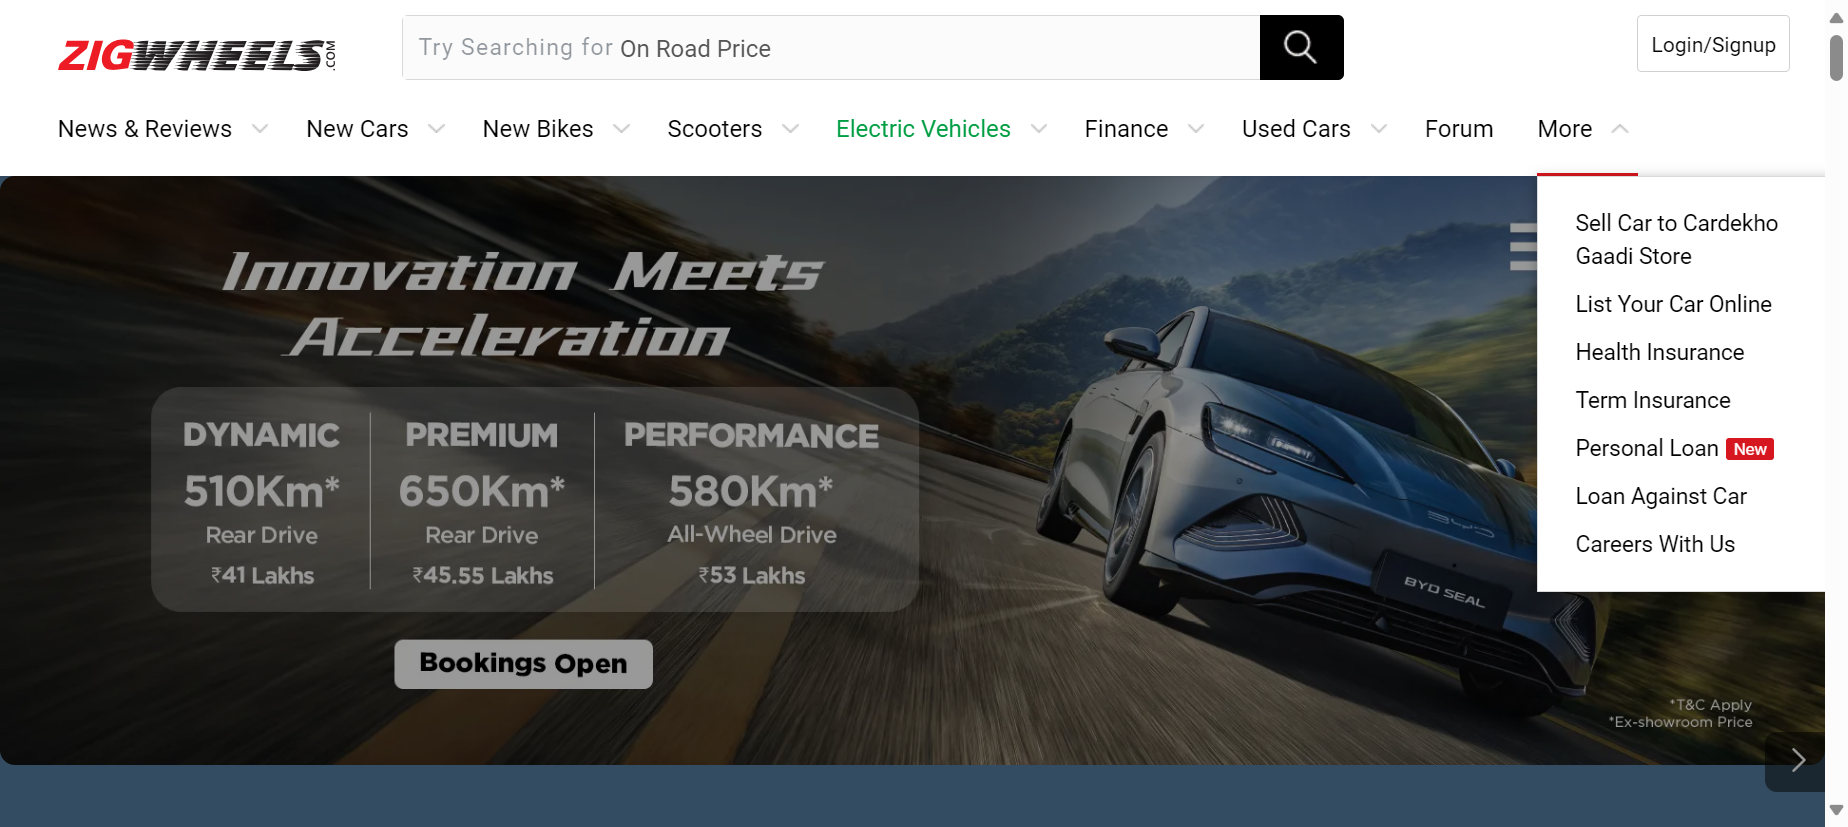 ZIGWHEELS.COM
Try Searching for On Road Price
Login/Signup
News & Reviews
New Cars
New Bikes
Scooters
Electric Vehicles
Finance
Used Cars
Forum
More
Sell Car to Cardekho
Gaadi Store
List Your Car Online
Health Insurance
Term Insurance
Personal Loan New
Loan Against Car
Careers With Us
Innovation Meets
Acceleration
DYNAMIC
510Km*
Rear Drive
₹41 Lakhs
PREMIUM
650Km*
Rear Drive
₹45.55 Lakhs
PERFORMANCE
580Km*
All-Wheel Drive
₹53 Lakhs
Bookings Open
BYD
BYD SEAL
*T&C Apply
*Ex-showroom Price